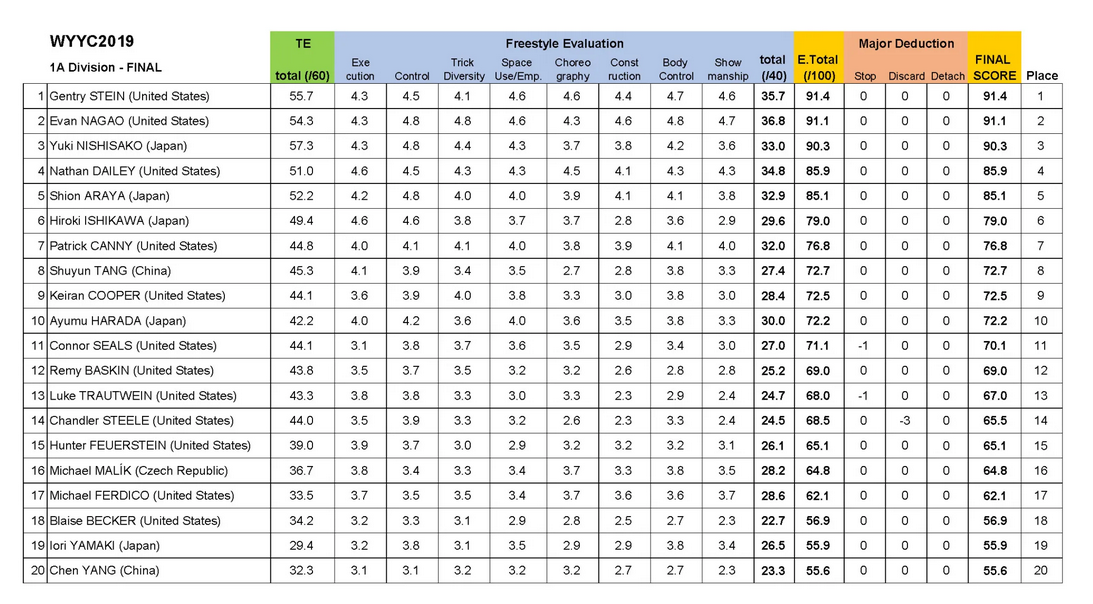 WYYC2019
1A Division - FINAL
TE Freestyle Evaluation Major Deduction
total (/60) Exe cution Control Trick Diversity Space Use/Emp. Choreo graphy Const ruction Body Control Show manship total (/40) E.Total (/100) Stop Discard Detach FINAL SCORE Place
1 Gentry STEIN (United States) 55.7 4.3 4.5 4.1 4.6 4.6 4.4 4.7 4.6 35.7 91.4 0 0 0 91.4 1
2 Evan NAGAO (United States) 54.3 4.3 4.8 4.8 4.6 4.3 4.6 4.8 4.7 36.8 91.1 0 0 0 91.1 2
3 Yuki NISHISAKO (Japan) 57.3 4.3 4.8 4.4 4.3 3.7 3.8 4.2 3.6 33.0 90.3 0 0 0 90.3 3
4 Nathan DAILEY (United States) 51.0 4.6 4.5 4.3 4.3 4.5 4.1 4.3 4.3 34.8 85.9 0 0 0 85.9 4
5 Shion ARAYA (Japan) 52.2 4.2 4.8 4.0 4.0 3.9 4.1 4.1 3.8 32.9 85.1 0 0 0 85.1 5
6 Hiroki ISHIKAWA (Japan) 49.4 4.6 4.6 3.8 3.7 3.7 2.8 3.6 2.9 29.6 79.0 0 0 0 79.0 6
7 Patrick CANNY (United States) 44.8 4.0 4.1 4.1 4.0 3.8 3.9 4.1 4.0 32.0 76.8 0 0 0 76.8 7
8 Shuyun TANG (China) 45.3 4.1 3.9 3.4 3.5 2.7 2.8 3.8 3.3 27.4 72.7 0 0 0 72.7 8
9 Keiran COOPER (United States) 44.1 3.6 3.9 4.0 3.8 3.3 3.0 3.8 3.0 28.4 72.5 0 0 0 72.5 9
10 Ayumu HARADA (Japan) 42.2 4.0 4.2 3.6 4.0 3.6 3.5 3.8 3.3 30.0 72.2 0 0 0 72.2 10
11 Connor SEALS (United States) 44.1 3.1 3.8 3.7 3.6 3.5 2.9 3.4 3.0 27.0 71.1 -1 0 0 70.1 11
12 Remy BASKIN (United States) 43.8 3.5 3.7 3.5 3.2 3.2 2.6 2.8 2.8 25.2 69.0 0 0 0 69.0 12
13 Luke TRAUTWEIN (United States) 43.3 3.8 3.8 3.3 3.0 3.3 2.3 2.9 2.4 24.7 68.0 -1 0 0 67.0 13
14 Chandler STEELE (United States) 44.0 3.5 3.9 3.3 3.2 2.6 2.3 3.3 2.4 24.5 68.5 0 -3 0 65.5 14
15 Hunter FEUERSTEIN (United States) 39.0 3.9 3.7 3.0 2.9 3.2 3.2 3.2 3.1 26.1 65.1 0 0 0 65.1 15
16 Michael MALÍK (Czech Republic) 36.7 3.8 3.4 3.3 3.4 3.7 3.3 3.8 3.5 28.2 64.8 0 0 0 64.8 16
17 Michael FERDICO (United States) 33.5 3.7 3.5 3.5 3.4 3.7 3.6 3.6 3.7 28.6 62.1 0 0 0 62.1 17
18 Blaise BECKER (United States) 34.2 3.2 3.3 3.1 2.9 2.8 2.5 2.7 2.3 22.7 56.9 0 0 0 56.9 18
19 Iori YAMAKI (Japan) 29.4 3.2 3.8 3.1 3.5 2.9 2.9 3.8 3.4 26.5 55.9 0 0 0 55.9 19
20 Chen YANG (China) 32.3 3.1 3.1 3.2 3.2 3.2 2.7 2.7 2.3 23.3 55.6 0 0 0 55.6 20